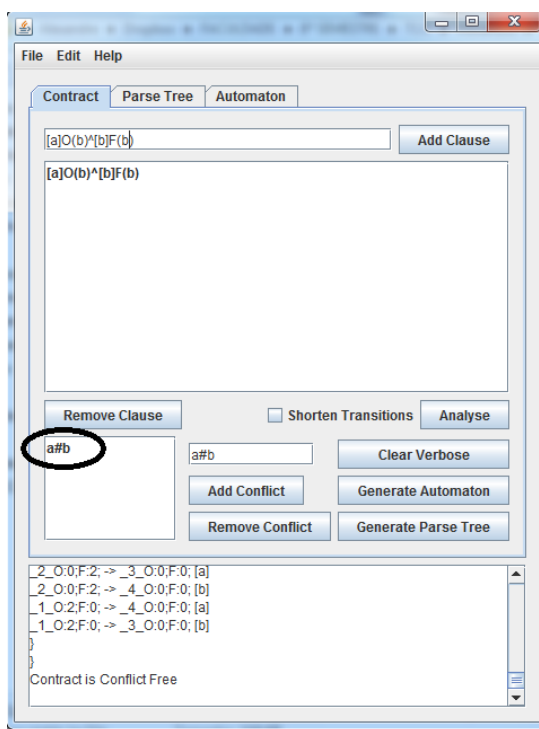 File Edit Help
Contract Parse Tree Automaton
[a]O(b)^[b]F(b) Add Clause
[a]O(b)^[b]F(b)
Remove Clause Shorten Transitions Analyse
a#b a#b Clear Verbose
Add Conflict Generate Automaton
Remove Conflict Generate Parse Tree
_2_O:0;F:2; -> _3_O:0;F:0; [a]
_2_O:0;F:2; -> _4_O:0;F:0; [b]
_1_O:2;F:0; -> _4_O:0;F:0; [a]
_1_O:2;F:0; -> _3_O:0;F:0; [b]
}
}
Contract is Conflict Free